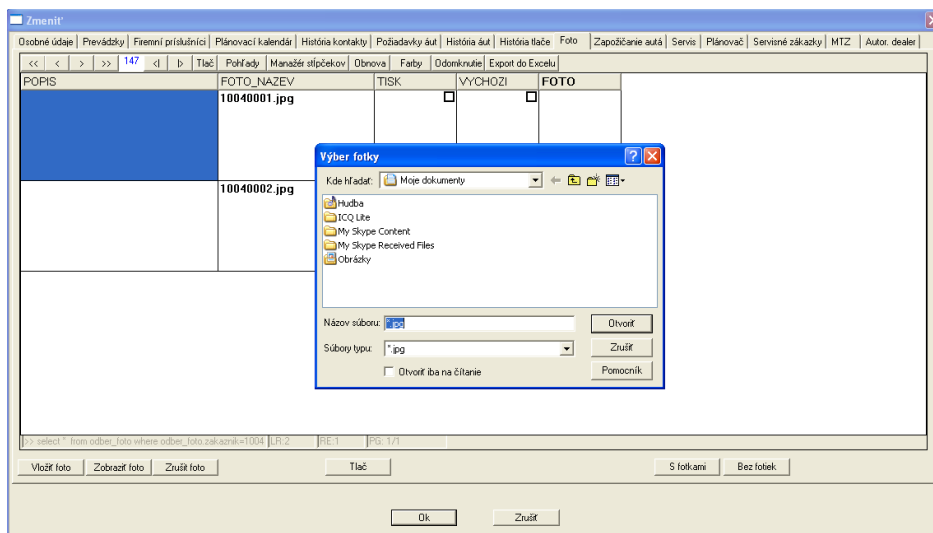 Zmeniť
Osobné údaje Prevádzky Firemní príslušníci Plánovací kalendár História kontakty Požiadavky áut História áut História tlače Foto Zapožičanie autá Servis Plánovač Servisné zákazky MTZ Autor. dealer
<< < > >> 147 <| |> Tlač Pohľady Manažér stĺpčekov Obnova Farby Odomknutie Export do Excelu
POPIS FOTO_NAZEV TISK VYCHOZI FOTO
10040001.jpg
10040002.jpg
Výber fotky
Kde hľadať: Moje dokumenty
Hudba
ICQ Lite
My Skype Content
My Skype Received Files
Obrázky
Názov súboru: *.jpg Otvoriť
Súbory typu: *.jpg Zrušiť
Otvoriť iba na čítanie Pomocník
>> select * from odber_foto where odber_foto.zakaznik=1004 LR:2 RE:1 PG: 1/1
Vložiť foto Zobraziť foto Zrušiť foto Tlač S fotkami Bez fotiek
Ok Zrušiť